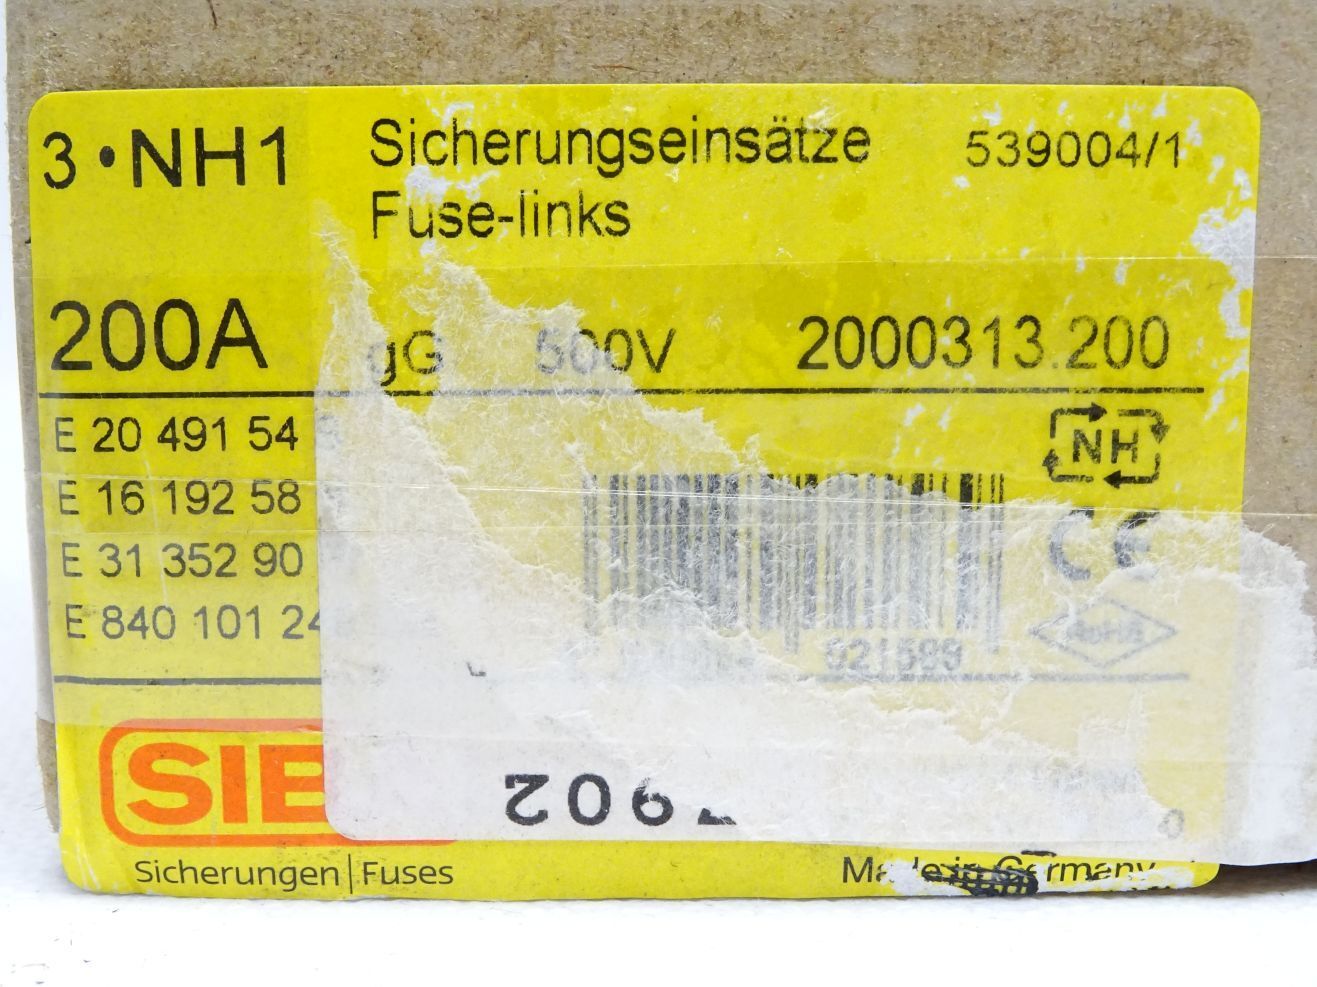 3 • NH1
Sicherungseinsätze 539004/1
Fuse-links
200A gG 500V 2000313.200
E 20 491 54
E 16 192 58
E 31 352 90
E 840 101 24
NH
CE
RoHS
921589
SIB
Sicherungen | Fuses
Made in Germany